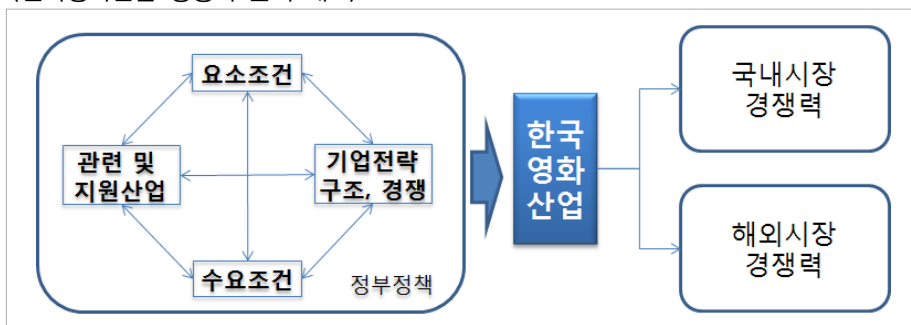 요소조건
관련 및
지원산업
기업전략
구조, 경쟁
수요조건
정부정책
한국
영화
산업
국내시장
경쟁력
해외시장
경쟁력